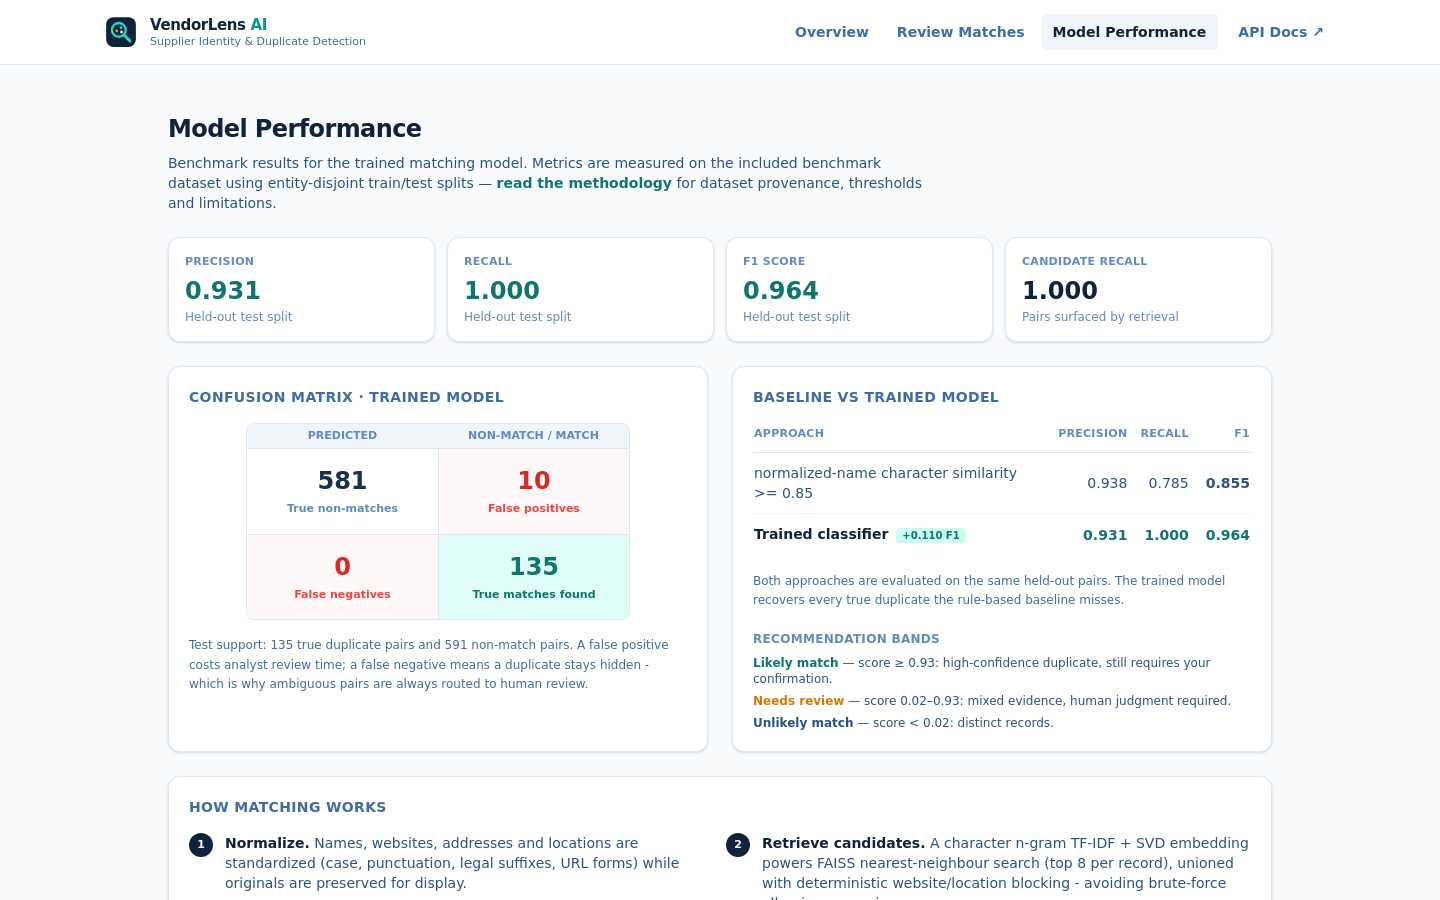 VendorLens AI
Supplier Identity & Duplicate Detection
Overview
Review Matches
Model Performance
API Docs ↗
Model Performance
Benchmark results for the trained matching model. Metrics are measured on the included benchmark
dataset using entity-disjoint train/test splits — read the methodology for dataset provenance, thresholds
and limitations.
PRECISION
0.931
Held-out test split
RECALL
1.000
Held-out test split
F1 SCORE
0.964
Held-out test split
CANDIDATE RECALL
1.000
Pairs surfaced by retrieval
CONFUSION MATRIX · TRAINED MODEL
PREDICTED NON-MATCH / MATCH
581
True non-matches
10
False positives
0
False negatives
135
True matches found
Test support: 135 true duplicate pairs and 591 non-match pairs. A false positive
costs analyst review time; a false negative means a duplicate stays hidden -
which is why ambiguous pairs are always routed to human review.
BASELINE VS TRAINED MODEL
APPROACH PRECISION RECALL F1
normalized-name character similarity
>= 0.85
0.938 0.785 0.855
Trained classifier +0.110 F1 0.931 1.000 0.964
Both approaches are evaluated on the same held-out pairs. The trained model
recovers every true duplicate the rule-based baseline misses.
RECOMMENDATION BANDS
Likely match — score ≥ 0.93: high-confidence duplicate, still requires your
confirmation.
Needs review — score 0.02–0.93: mixed evidence, human judgment required.
Unlikely match — score < 0.02: distinct records.
HOW MATCHING WORKS
1
Normalize. Names, websites, addresses and locations are
standardized (case, punctuation, legal suffixes, URL forms) while
originals are preserved for display.
2
Retrieve candidates. A character n-gram TF-IDF + SVD embedding
powers FAISS nearest-neighbour search (top 8 per record), unioned
with deterministic website/location blocking - avoiding brute-force